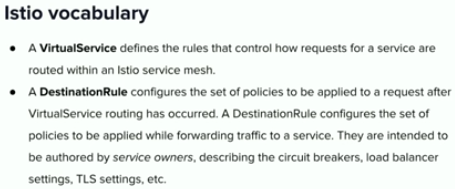 Istio vocabulary
● A VirtualService defines the rules that control how requests for a service are
routed within an Istio service mesh.
● A DestinationRule configures the set of policies to be applied to a request after
VirtualService routing has occurred. A DestinationRule configures the set of
policies to be applied while forwarding traffic to a service. They are intended to
be authored by service owners, describing the circuit breakers, load balancer
settings, TLS settings, etc.